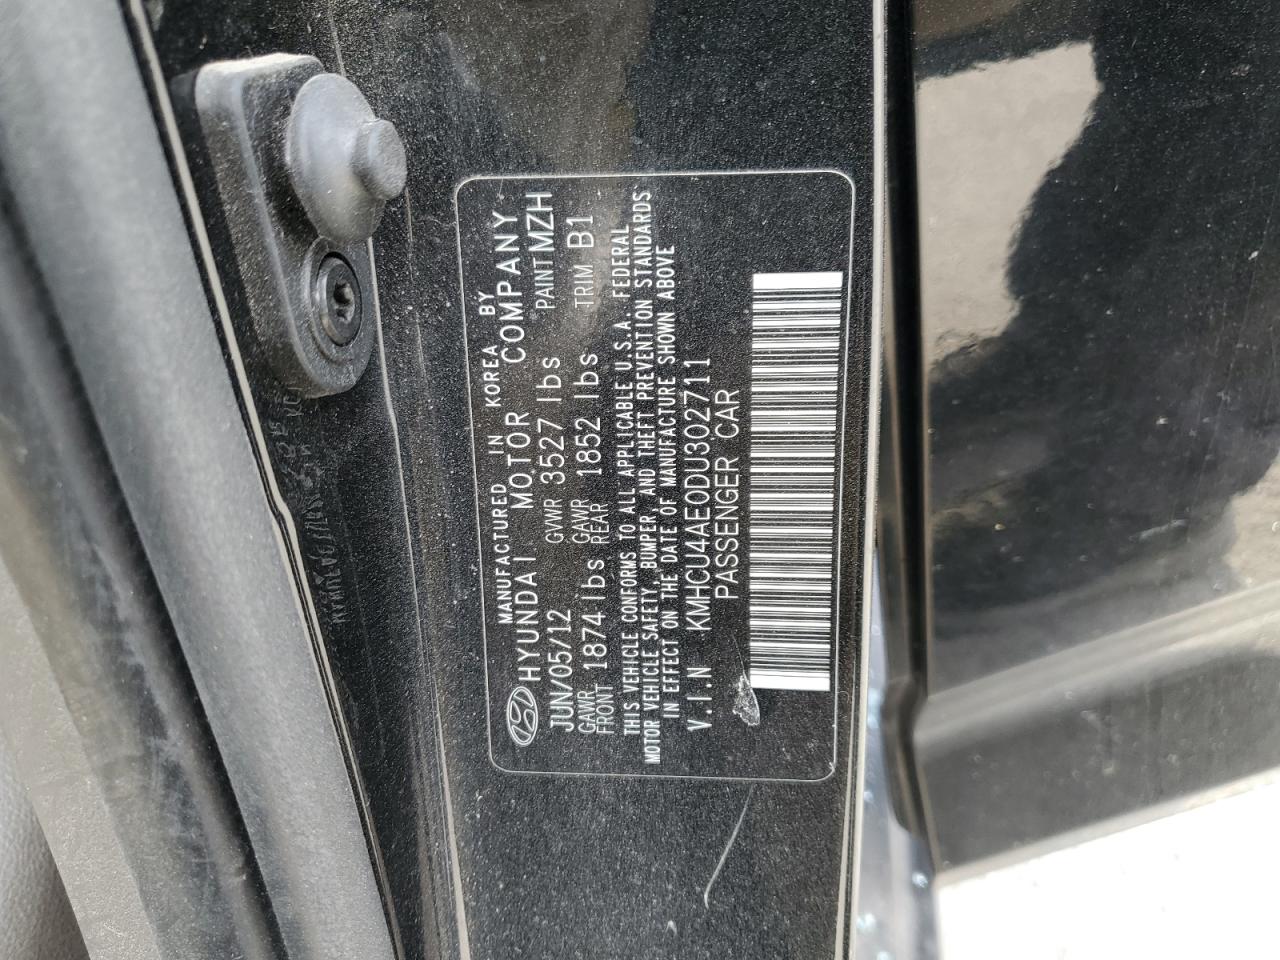 MANUFACTURED IN KOREA BY
HYUNDAI MOTOR COMPANY
JUN/05/12 GVWR 3527 lbs PAINT MZH
GAWR FRONT 1874 lbs GAWR REAR 1852 lbs TRIM B1
THIS VEHICLE CONFORMS TO ALL APPLICABLE U.S.A. FEDERAL
MOTOR VEHICLE SAFETY, BUMPER, AND THEFT PREVENTION STANDARDS
IN EFFECT ON THE DATE OF MANUFACTURE SHOWN ABOVE
V.I.N KMHCU4AE0DU302711
PASSENGER CAR